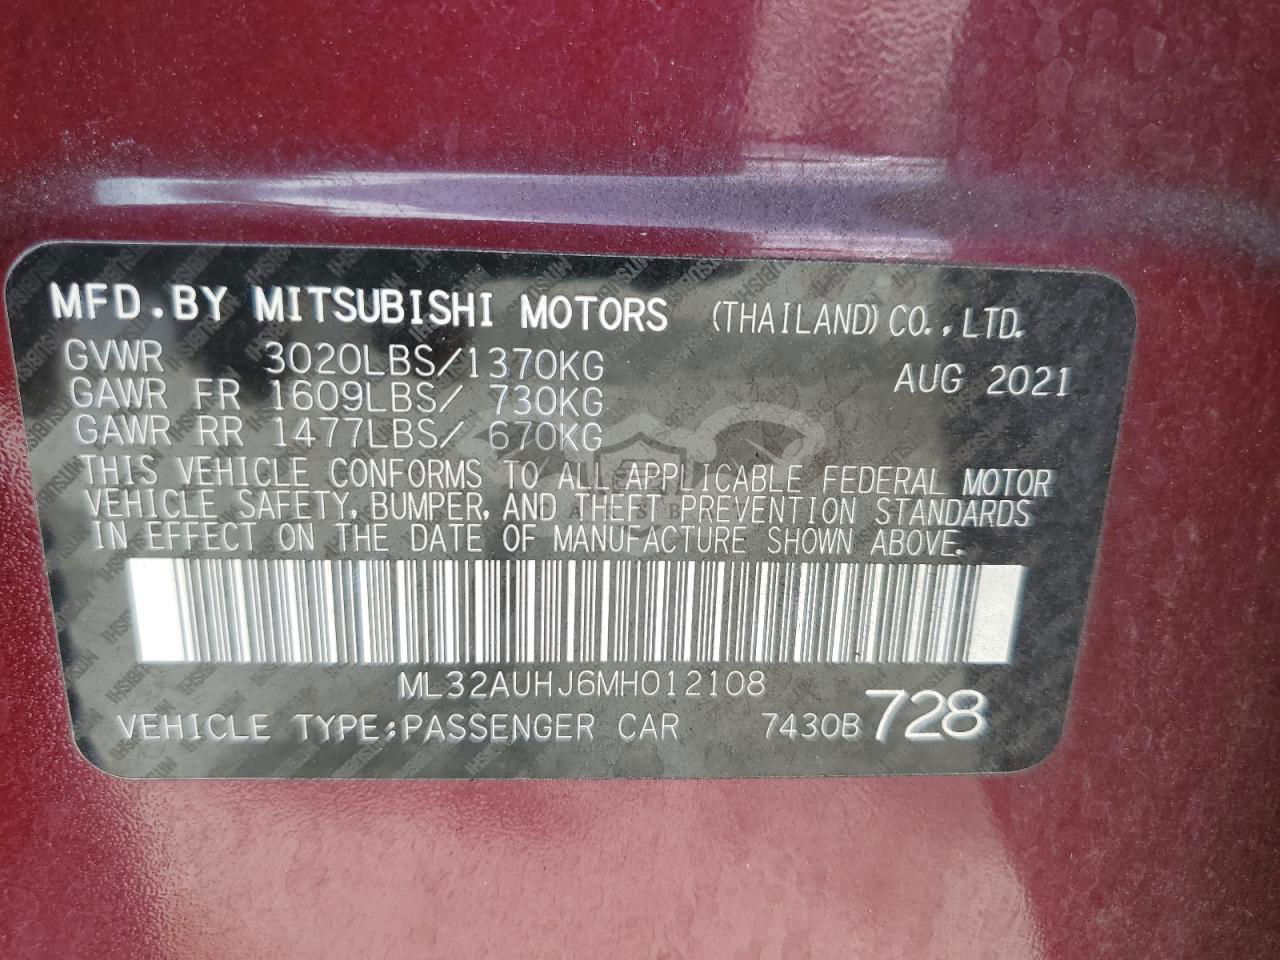 MFD.BY MITSUBISHI MOTORS (THAILAND) CO.,LTD.
GVWR 3020LBS/1370KG AUG 2021
GAWR FR 1609LBS/ 730KG
GAWR RR 1477LBS/ 670KG
THIS VEHICLE CONFORMS TO ALL APPLICABLE FEDERAL MOTOR
VEHICLE SAFETY, BUMPER, AND THEFT PREVENTION STANDARDS
IN EFFECT ON THE DATE OF MANUFACTURE SHOWN ABOVE.
ML32AUHJ6MH012108
VEHICLE TYPE:PASSENGER CAR 7430B 728